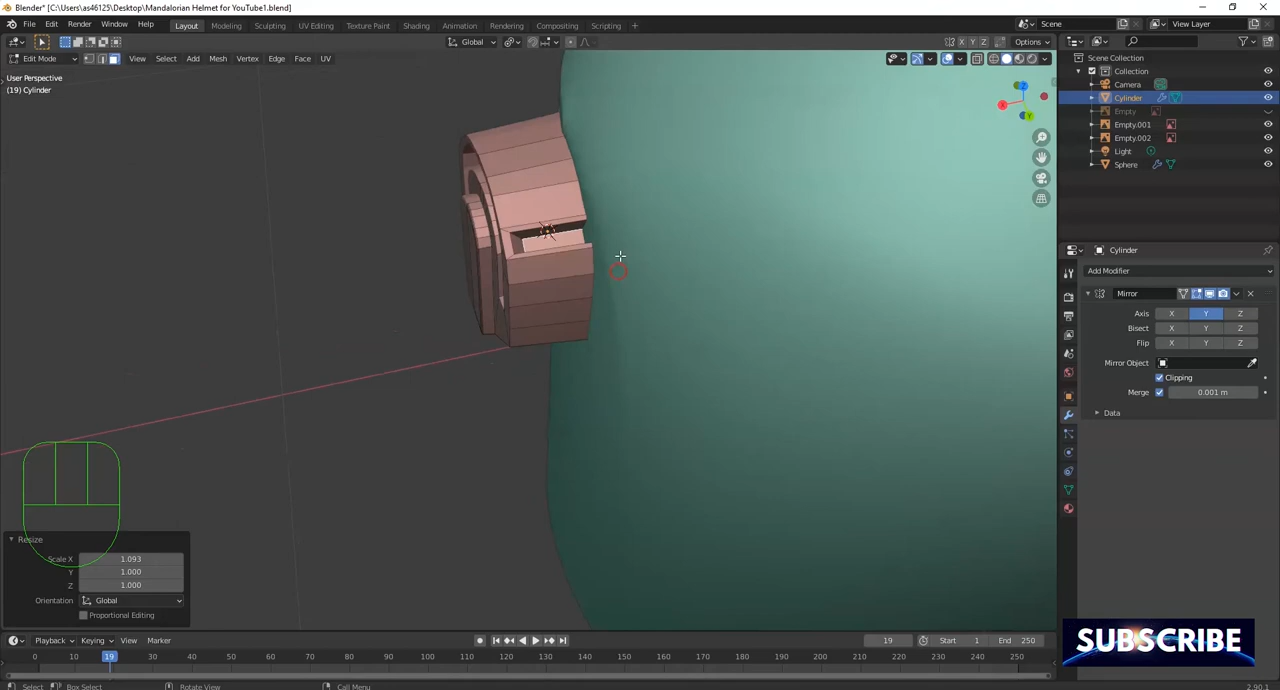 Blender* [C:\Users\as46125\Desktop\Mandalorian Helmet for YouTube1.blend]
File Edit Render Window Help Layout Modeling Sculpting UV Editing Texture Paint Shading Animation Rendering Compositing Scripting + Scene View Layer
Global X Y Z Options
Edit Mode View Select Add Mesh Vertex Edge Face UV
User Perspective
(19) Cylinder
Scene Collection
Collection
Camera
Cylinder
Empty
Empty.001
Empty.002
Light
Sphere
Cylinder
Add Modifier
Mirror
Axis X Y Z
Bisect X Y Z
Flip X Y Z
Mirror Object
Clipping
Merge 0.001 m
Data
Resize
Scale X 1.093
Y 1.000
Z 1.000
Orientation Global
Proportional Editing
SUBSCRIBE
Playback Keying View Marker 19 Start 1 End 250
0 10 19 30 40 50 60 70 80 90 100 110 120 130 140 150 160 170 180 190 200 210 220 230 240 250
Select Box Select Rotate View Call Menu 2.90.1